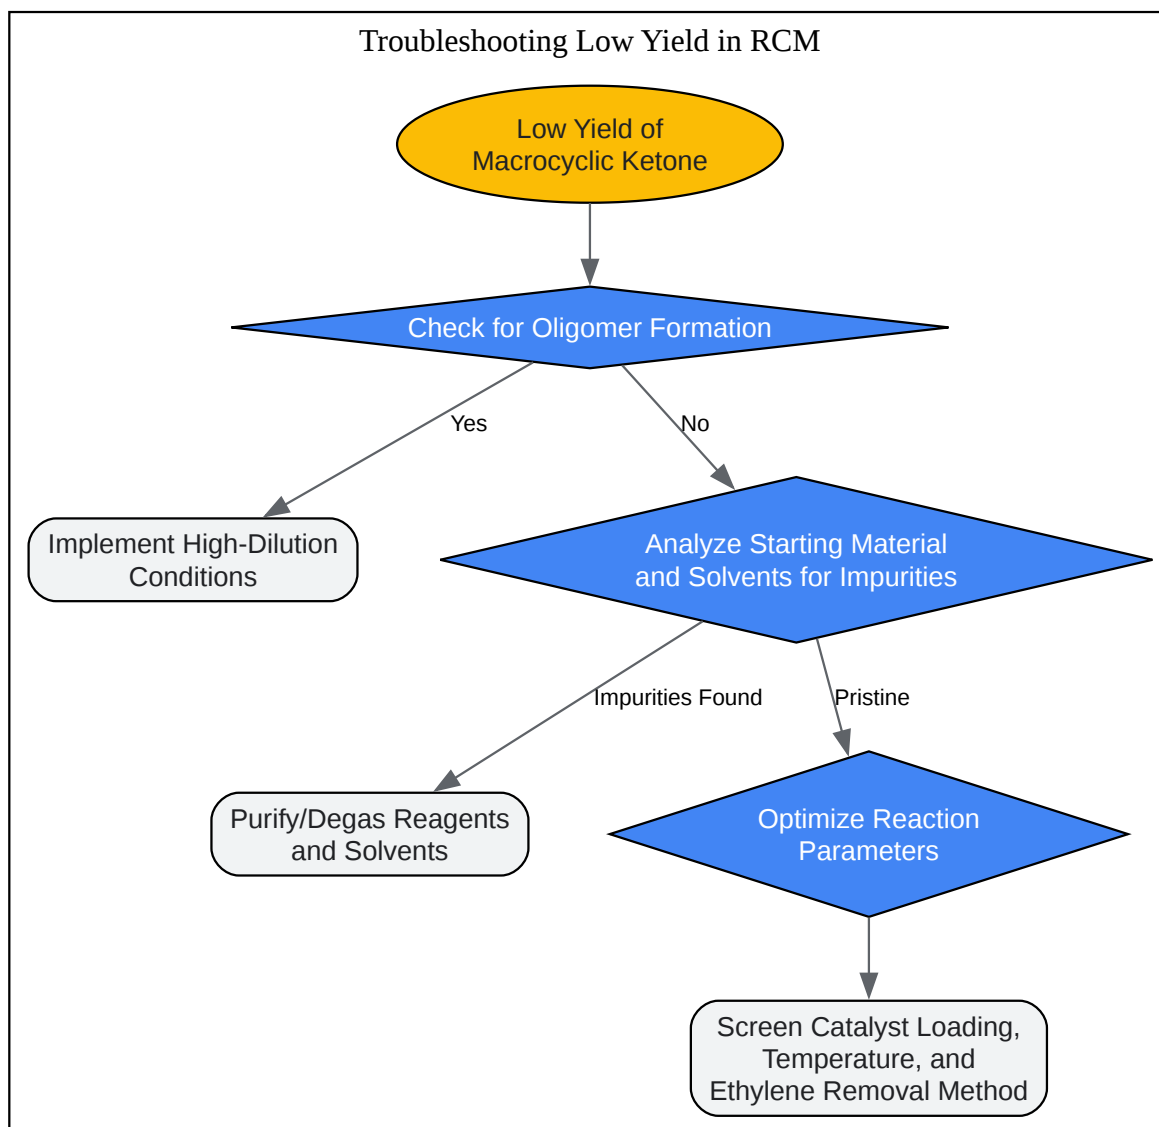 Troubleshooting Low Yield in RCM
Low Yield of
Macrocyclic Ketone
Check for Oligomer Formation
Yes
No
Implement High-Dilution
Conditions
Analyze Starting Material
and Solvents for Impurities
Impurities Found
Pristine
Purify/Degas Reagents
and Solvents
Optimize Reaction
Parameters
Screen Catalyst Loading,
Temperature, and
Ethylene Removal Method